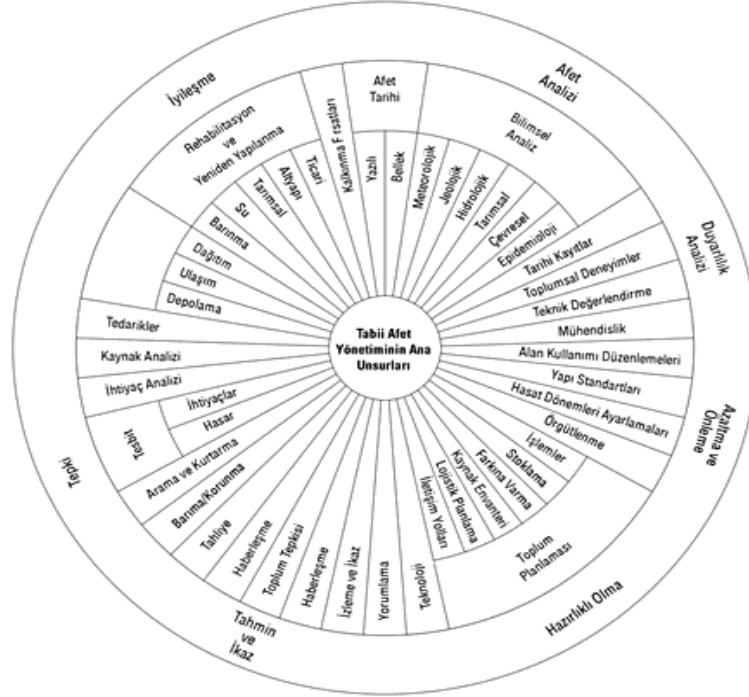 Afet
Analizi
Duyarlılık
Analizi
Azaltma ve
Önleme
Hazırlıklı Olma
Tahmin
ve
İkaz
Tepki
İyileşme
Afet
Tarihi
Yazılı
Bellek
Bilimsel
Analiz
Meteorolojik
Jeolojik
Hidrolojik
Tarımsal
Çevresel
Epidemioloji
Tarihi Kayıtlar
Toplumsal Deneyimler
Teknik Değerlendirme
Mühendislik
Alan Kullanımı Düzenlemeleri
Yapı Standartları
Hasat Dönemleri Ayarlamaları
Örgütlenme
İşlemler
Stoklama
Farkına Varma
Kaynak Envanteri
Lojistik Planlama
İletişim Yolları
Toplum
Planlaması
Teknoloji
Yorumlama
İzleme ve İkaz
Haberleşme
Toplum Tepkisi
Haberleşme
Tahliye
Barıma/Korunma
Arama ve Kurtarma
Tesbit
Hasar
İhtiyaçlar
İhtiyaç Analizi
Kaynak Analizi
Tedarikler
Depolama
Ulaşım
Dağıtım
Barınma
Su
Tarımsal
Altyapı
Ticari
Rehabilitasyon
ve
Yeniden Yapılanma
Kalkınma Fısatları
Tabii Afet
Yönetiminin Ana
Unsurları